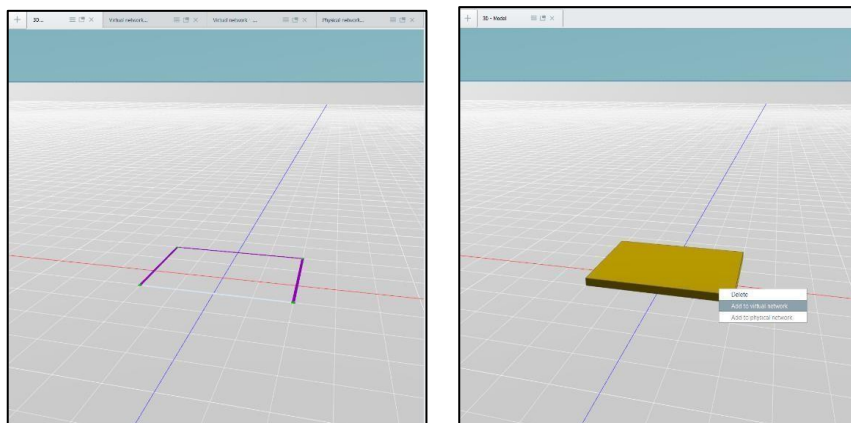 3D...
Virtual network...
Virtual network ...
Physical network...
3D - Model
Delete
Add to virtual network
Add to physical network